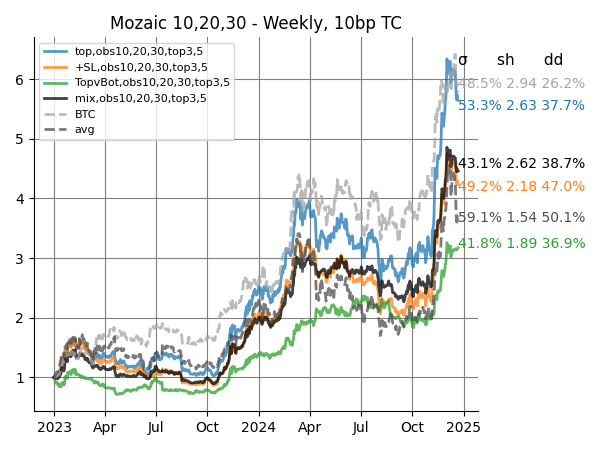 Mozaic 10,20,30 - Weekly, 10bp TC
top,obs10,20,30,top3,5
+SL,obs10,20,30,top3,5
TopvBot,obs10,20,30,top3,5
mix,obs10,20,30,top3,5
BTC
avg
σ sh dd
48.5% 2.94 26.2%
53.3% 2.63 37.7%
43.1% 2.62 38.7%
49.2% 2.18 47.0%
59.1% 1.54 50.1%
41.8% 1.89 36.9%
6
5
4
3
2
1
2023 Apr Jul Oct 2024 Apr Jul Oct 2025